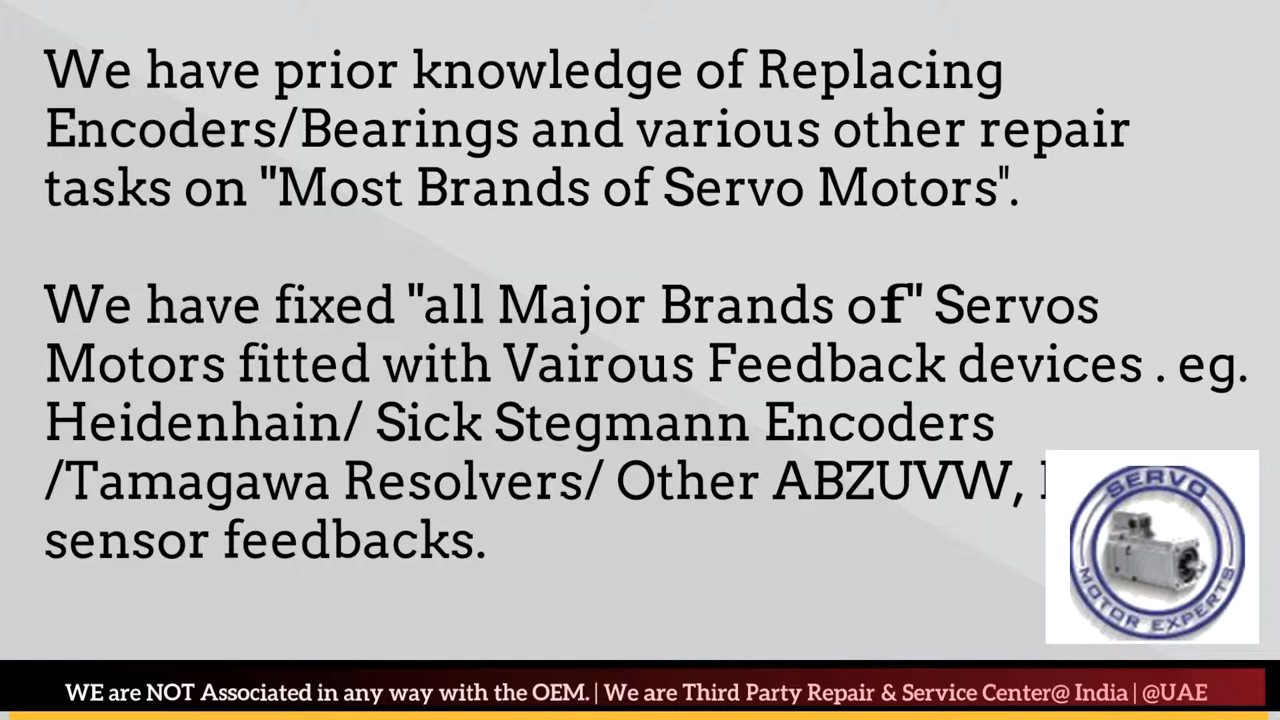 We have prior knowledge of Replacing
Encoders/Bearings and various other repair
tasks on "Most Brands of Servo Motors".
We have fixed "all Major Brands of" Servos
Motors fitted with Vairous Feedback devices . eg.
Heidenhain/ Sick Stegmann Encoders
/Tamagawa Resolvers/ Other ABZUVW,
sensor feedbacks.
SERVO
MOTOR EXPERTS
WE are NOT Associated in any way with the OEM. | We are Third Party Repair & Service Center@ India | @UAE